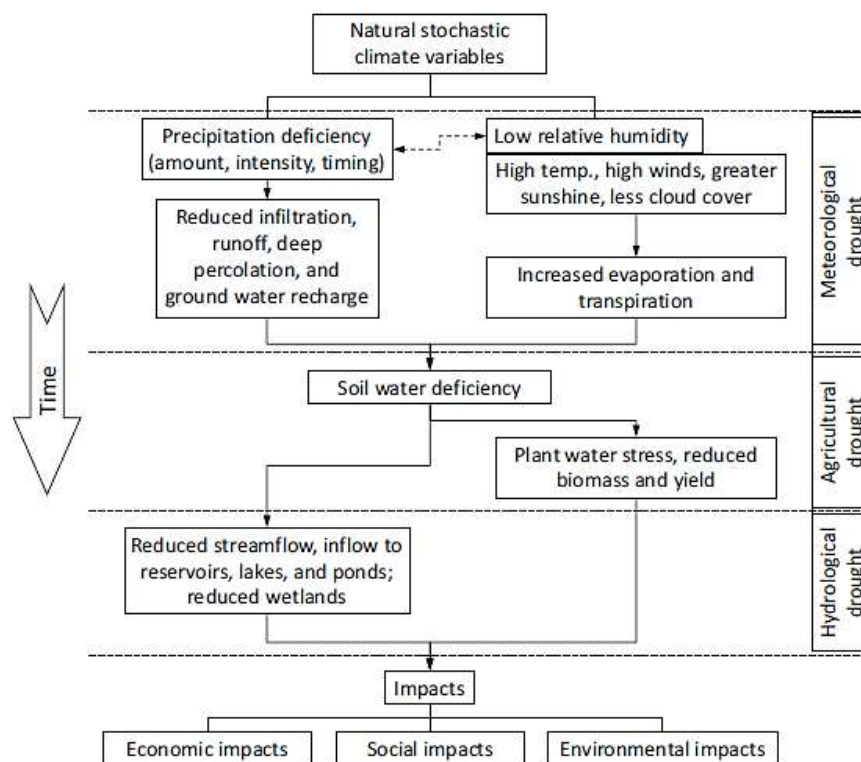 Natural stochastic
climate variables
Precipitation deficiency
(amount, intensity, timing)
Low relative humidity
High temp., high winds, greater
sunshine, less cloud cover
Reduced infiltration,
runoff, deep
percolation, and
ground water recharge
Increased evaporation and
transpiration
Meteorological
drought
Time
Soil water deficiency
Plant water stress, reduced
biomass and yield
Agricultural
drought
Reduced streamflow, inflow to
reservoirs, lakes, and ponds;
reduced wetlands
Hydrological
drought
Impacts
Economic impacts
Social impacts
Environmental impacts